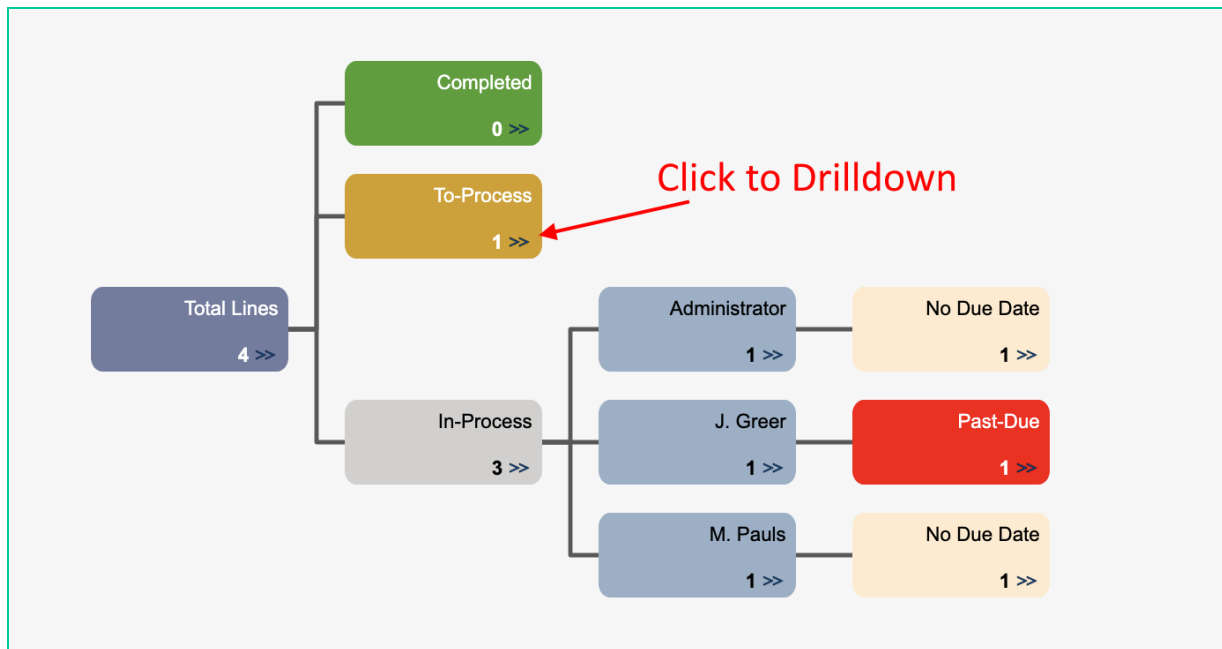 Completed
0 >>
To-Process
1 >>
Click to Drilldown
Total Lines
4 >>
In-Process
3 >>
Administrator
1 >>
No Due Date
1 >>
J. Greer
1 >>
Past-Due
1 >>
M. Pauls
1 >>
No Due Date
1 >>